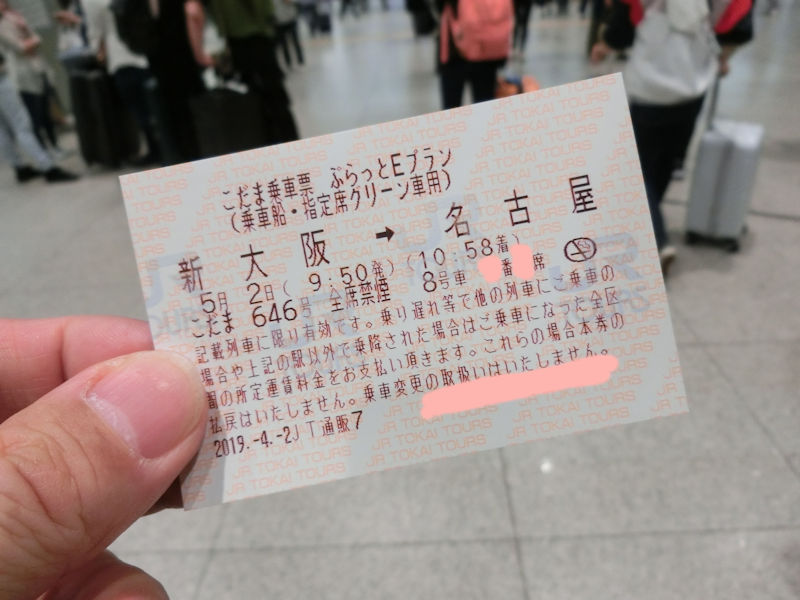 こだま乗車票 ぷらっとEプラン
(乗車船・指定席グリーン車用)
新大阪 → 名古屋
5月 2日( 9:50発)(10:58着)
こだま 646号 全席禁煙 8号車 番 席
記載列車に限り有効です。乗り遅れ等で他の列車にご乗車の
場合や上記の駅以外で乗降された場合はご乗車になった全区
間の所定運賃料金をお支払い頂きます。これらの場合本券の
払戻はいたしません。乗車変更の取扱いはいたしません。
2019.-4.-2JT通販7
JR TOKAI TOURS